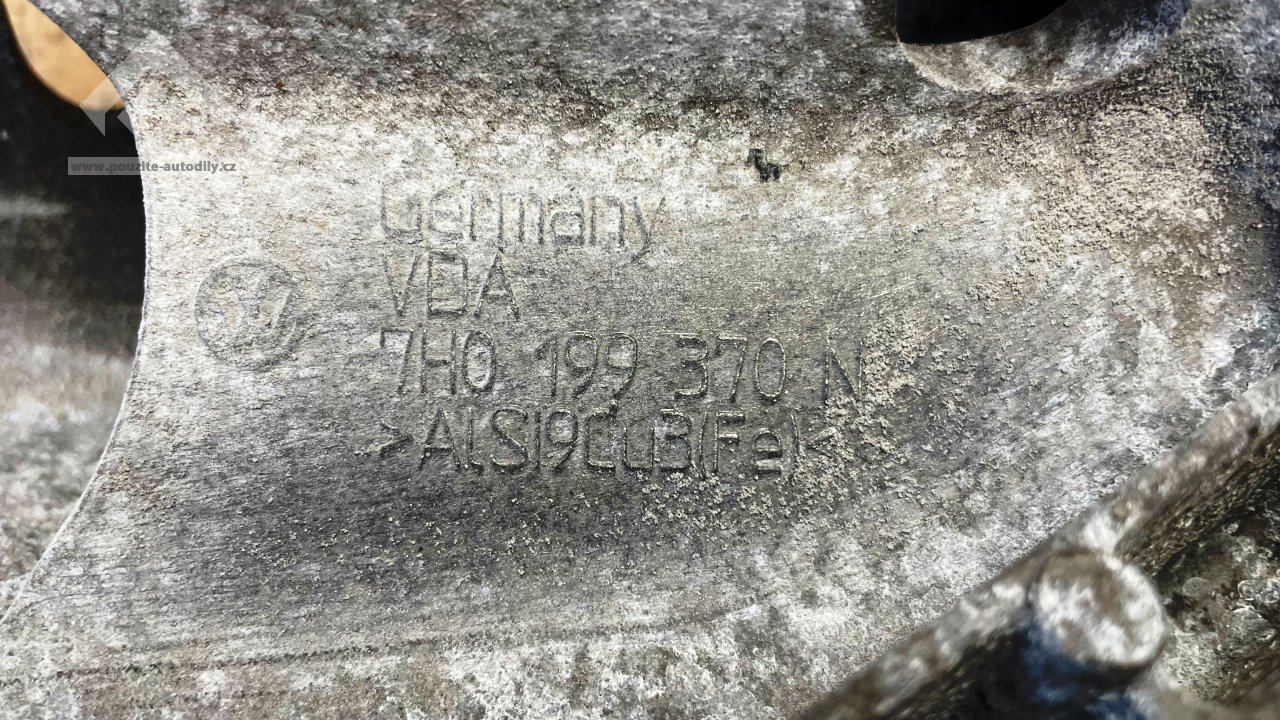 www.pouzite-autodily.cz
Germany
VDA
7H0 199 370 N
>AlSi9Cu3(Fe)<